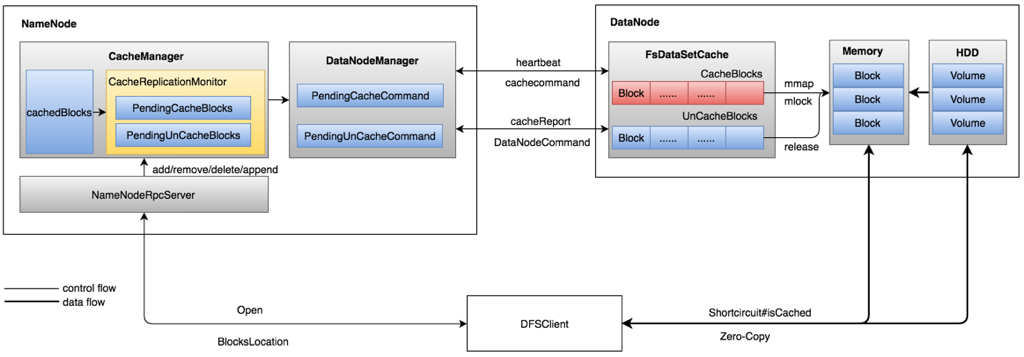 NameNode
CacheManager
cachedBlocks
CacheReplicationMonitor
PendingCacheBlocks
PendingUnCacheBlocks
DataNodeManager
PendingCacheCommand
PendingUnCacheCommand
add/remove/delete/append
NameNodeRpcServer
heartbeat
cachecommand
cacheReport
DataNodeCommand
DataNode
FsDataSetCache
CacheBlocks
Block ...... ......
UnCacheBlocks
Block ...... ......
mmap
mlock
release
Memory
Block
Block
Block
HDD
Volume
Volume
Volume
control flow
data flow
Open
BlocksLocation
DFSClient
Shortcircuit#isCached
Zero-Copy